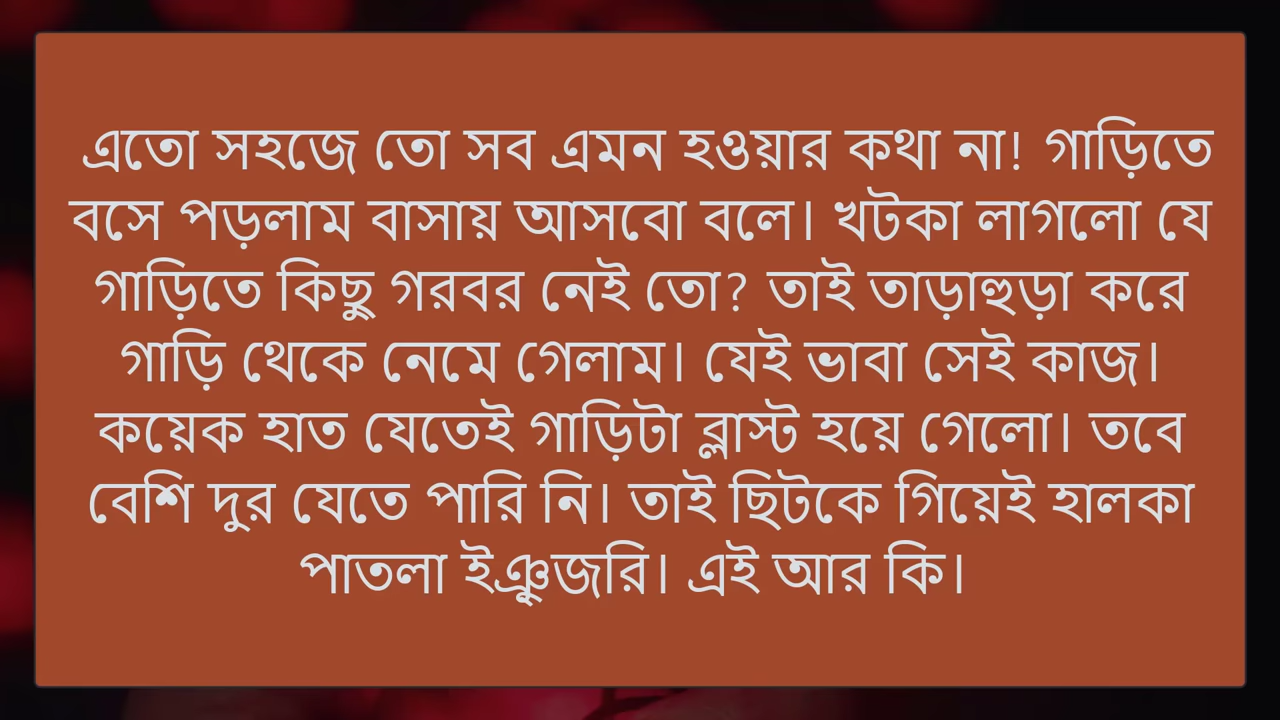 এতো সহজে তো সব এমন হওয়ার কথা না! গাড়িতে
বসে পড়লাম বাসায় আসবো বলে। খটকা লাগলো যে
গাড়িতে কিছু গরবর নেই তো? তাই তাড়াহুড়া করে
গাড়ি থেকে নেমে গেলাম। যেই ভাবা সেই কাজ।
কয়েক হাত যেতেই গাড়িটা ব্লাস্ট হয়ে গেলো। তবে
বেশি দুর যেতে পারি নি। তাই ছিটকে গিয়েই হালকা
পাতলা ইঞ্জুজরি। এই আর কি।